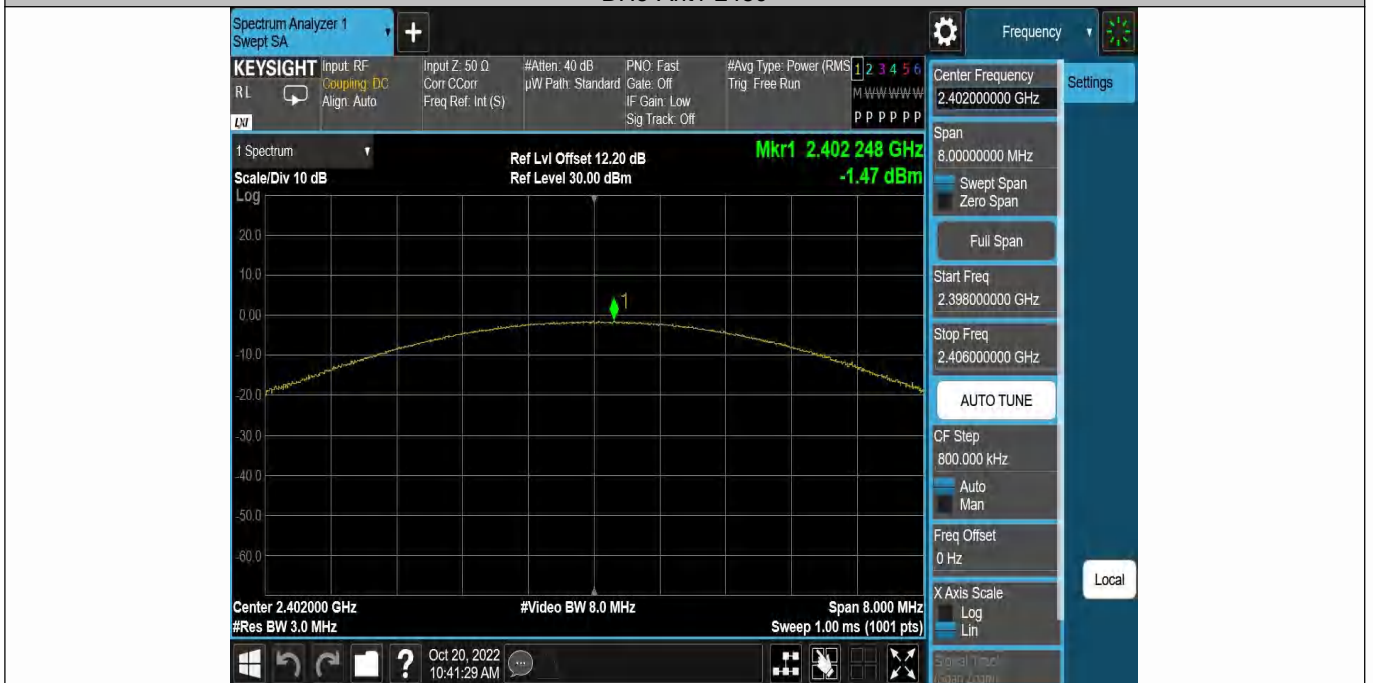 Spectrum Analyzer 1
Swept SA
+
Frequency
KEYSIGHT
RL
LXI
Input: RF
Coupling: DC
Align: Auto
Input Z: 50 Ω
Corr CCorr
Freq Ref: Int (S)
#Atten: 40 dB
µW Path: Standard
PNO: Fast
Gate: Off
IF Gain: Low
Sig Track: Off
#Avg Type: Power (RMS
Trig: Free Run
1 2 3 4 5 6
M W W W W W
P P P P P P
1 Spectrum
Scale/Div 10 dB
Ref Lvl Offset 12.20 dB
Ref Level 30.00 dBm
Mkr1 2.402 248 GHz
-1.47 dBm
Log
20.0
10.0
0.00
-10.0
-20.0
-30.0
-40.0
-50.0
-60.0
1
Center 2.402000 GHz
#Res BW 3.0 MHz
#Video BW 8.0 MHz
Span 8.000 MHz
Sweep 1.00 ms (1001 pts)
?
Oct 20, 2022
10:41:29 AM
Center Frequency
2.402000000 GHz
Settings
Span
8.00000000 MHz
Swept Span
Zero Span
Full Span
Start Freq
2.398000000 GHz
Stop Freq
2.406000000 GHz
AUTO TUNE
CF Step
800.000 kHz
Auto
Man
Freq Offset
0 Hz
X Axis Scale
Log
Lin
Local
Signal Track
(Span Zoom)